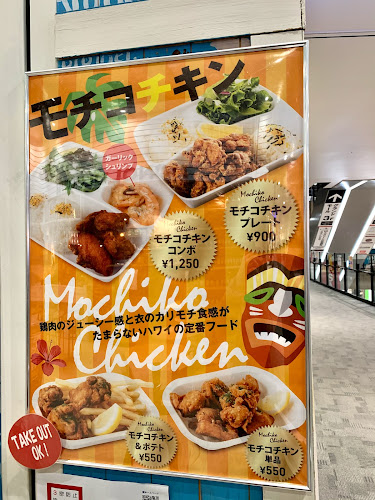 モチコチキン
ガーリック
シュリンプ
Mochiko
Chicken
モチコチキン
プレート
¥900
Chicken
モチコチキン
コンボ
¥1,250
Mochiko
Chicken
鶏肉のジューシー感と衣のカリモチ食感が
たまらないハワイの定番フード
TAKE OUT
OK!
Mochiko
Chicken
モチコチキン
&ポテト
¥550
Mochiko
Chicken
モチコチキン
単品
¥550